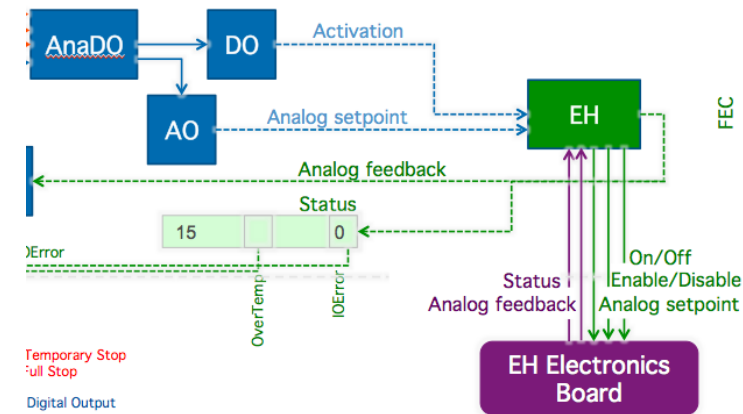 AnaDO
DO
Activation
AO
Analog setpoint
EH
FEC
Analog feedback
Status
15
0
OverTemp
IOError
On/Off
Status
Enable/Disable
Analog feedback
Analog setpoint
Temporary Stop
Full Stop
EH Electronics
Board
Digital Output